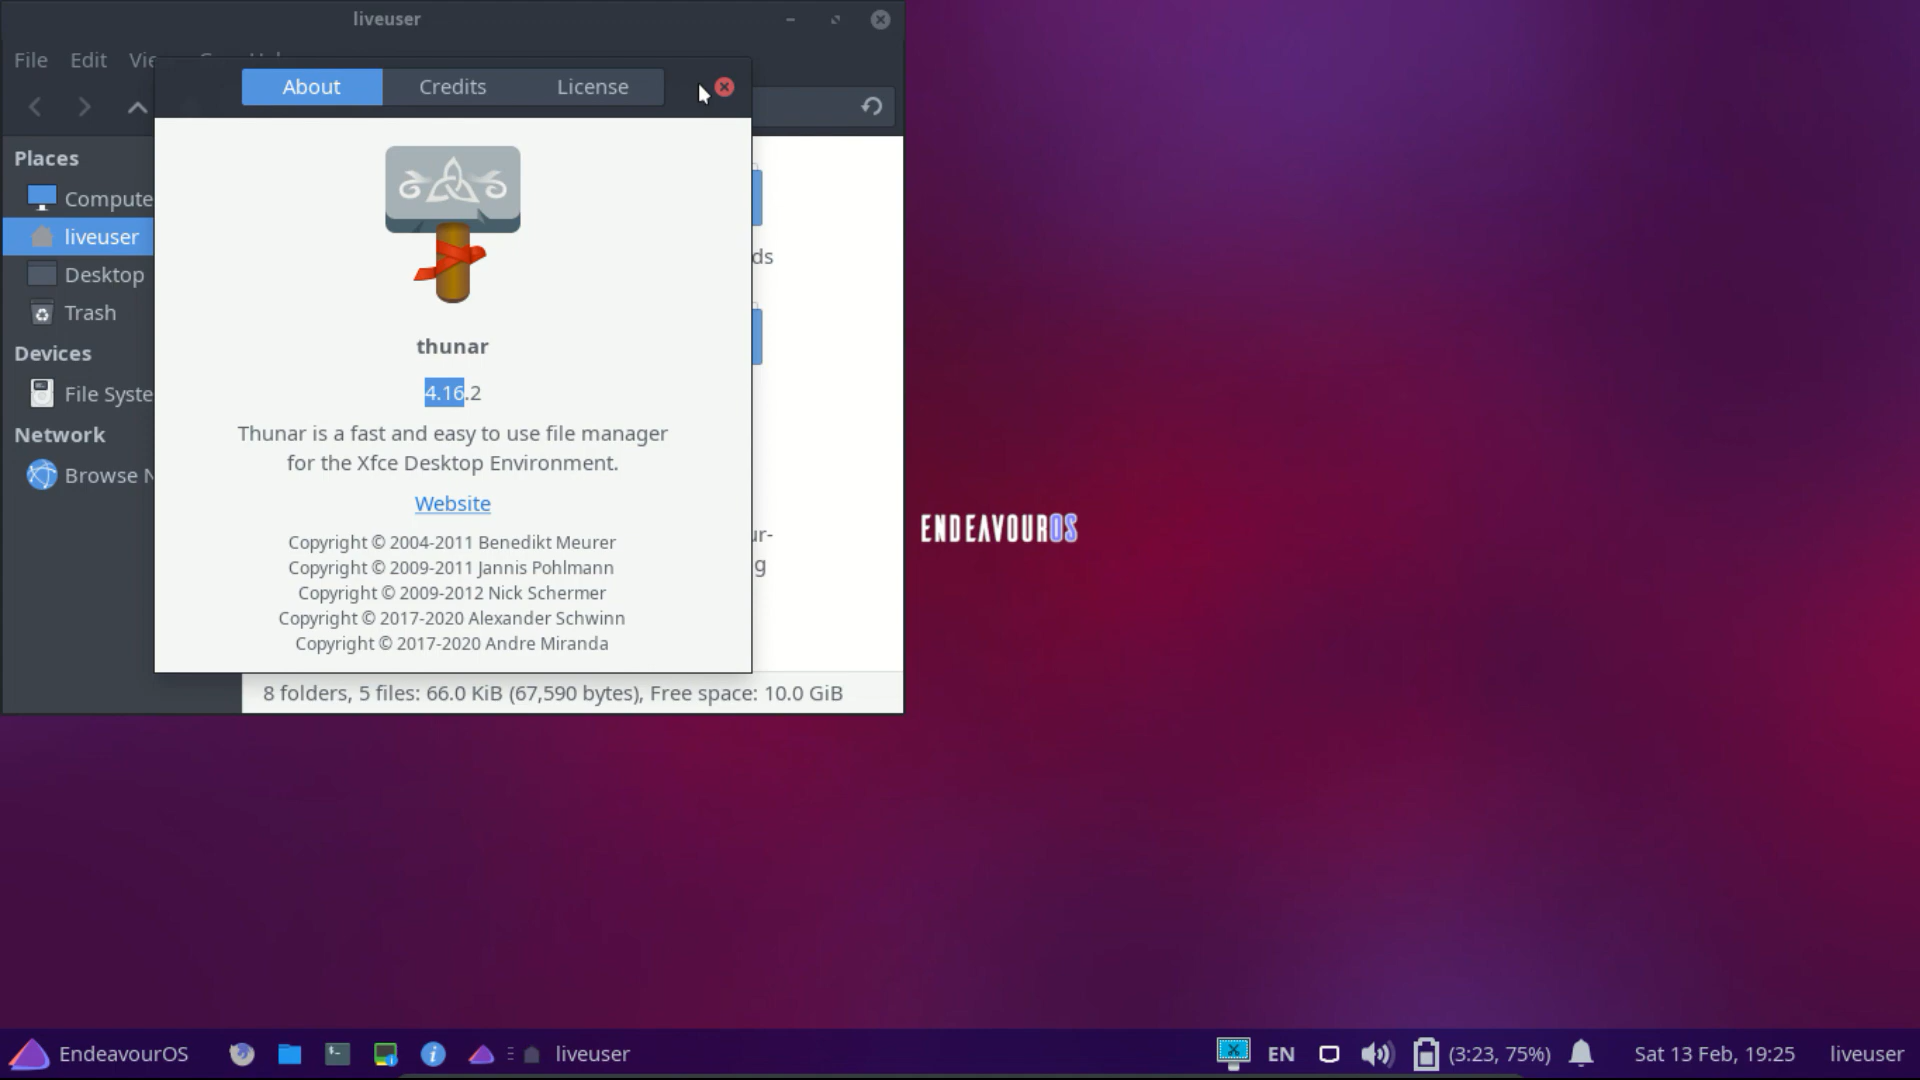 liveuser
File Edit
About Credits License
Places
Compute
liveuser
Desktop
Trash
Devices
File Syste
Network
Browse N
thunar
4.16.2
Thunar is a fast and easy to use file manager
for the Xfce Desktop Environment.
Website
Copyright © 2004-2011 Benedikt Meurer
Copyright © 2009-2011 Jannis Pohlmann
Copyright © 2009-2012 Nick Schermer
Copyright © 2017-2020 Alexander Schwinn
Copyright © 2017-2020 Andre Miranda
ds
ur-
g
8 folders, 5 files: 66.0 KiB (67,590 bytes), Free space: 10.0 GiB
ENDEAVOUROS
EndeavourOS liveuser EN (3:23, 75%) Sat 13 Feb, 19:25 liveuser